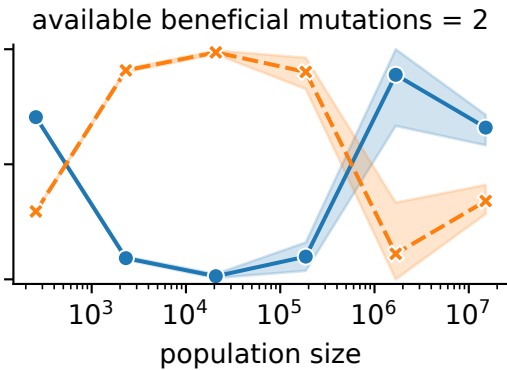 available beneficial mutations = 2
10³ 10⁴ 10⁵ 10⁶ 10⁷
population size